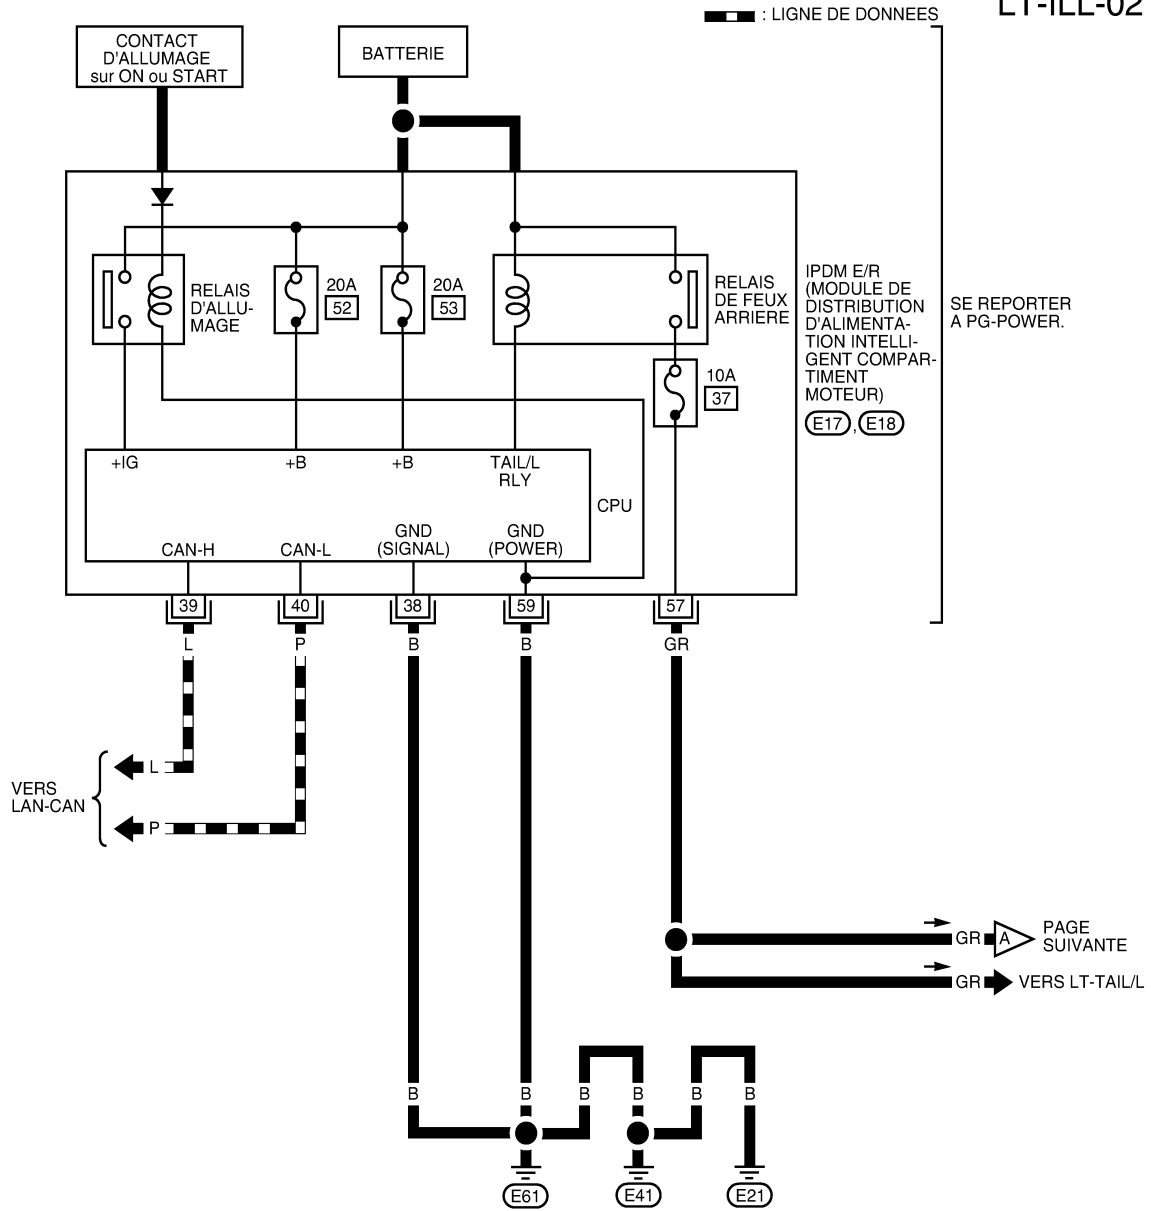 : LIGNE DE DONNEES
LT-ILL-02
CONTACT
D'ALLUMAGE
sur ON ou START
BATTERIE
RELAIS
D'ALLU-
MAGE
20A
52
20A
53
RELAIS
DE FEUX
ARRIERE
10A
37
IPDM E/R
(MODULE DE
DISTRIBUTION
D'ALIMENTA-
TION INTELLI-
GENT COMPAR-
TIMENT
MOTEUR)
E17 , E18
SE REPORTER
A PG-POWER.
+IG
+B
+B
TAIL/L
RLY
CPU
CAN-H
CAN-L
GND
(SIGNAL)
GND
(POWER)
39
40
38
59
57
L
P
B
B
GR
VERS
LAN-CAN
L
P
GR
A
PAGE
SUIVANTE
GR
VERS LT-TAIL/L
B
B
B
B
B
B
E61
E41
E21